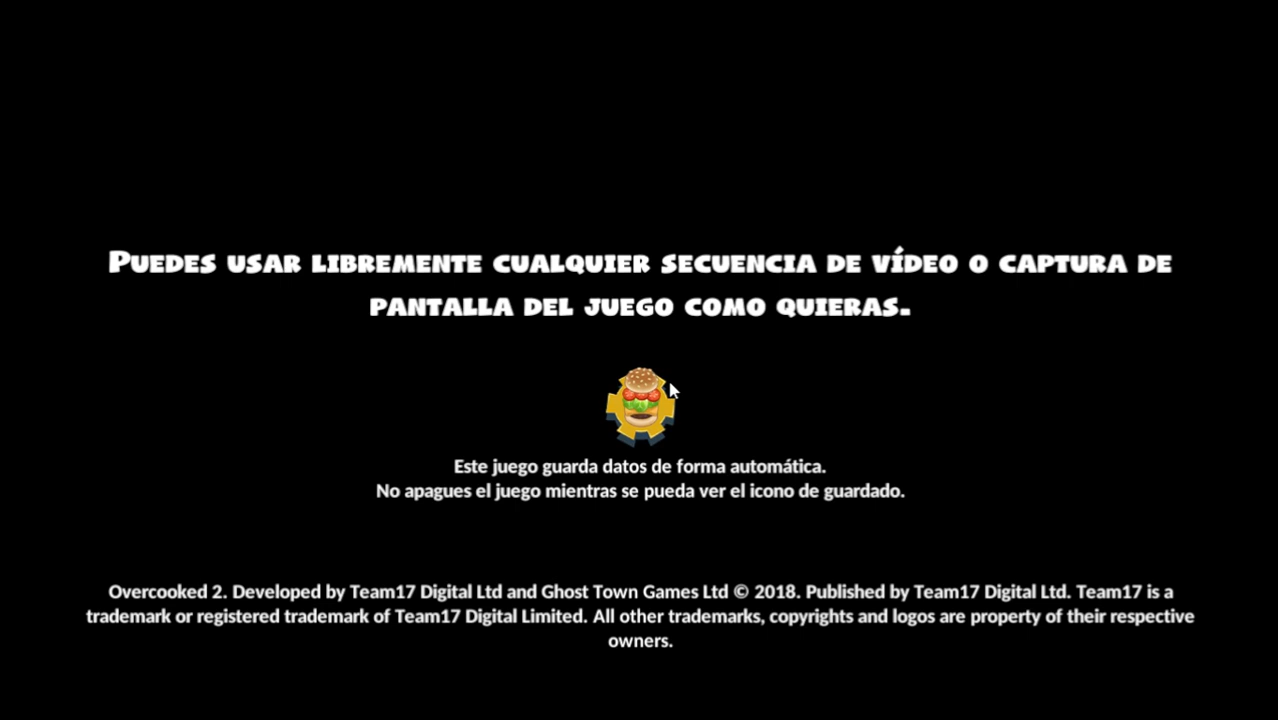 Puedes usar libremente cualquier secuencia de vídeo o captura de
pantalla del juego como quieras.
Este juego guarda datos de forma automática.
No apagues el juego mientras se pueda ver el icono de guardado.
Overcooked 2. Developed by Team17 Digital Ltd and Ghost Town Games Ltd © 2018. Published by Team17 Digital Ltd. Team17 is a
trademark or registered trademark of Team17 Digital Limited. All other trademarks, copyrights and logos are property of their respective
owners.